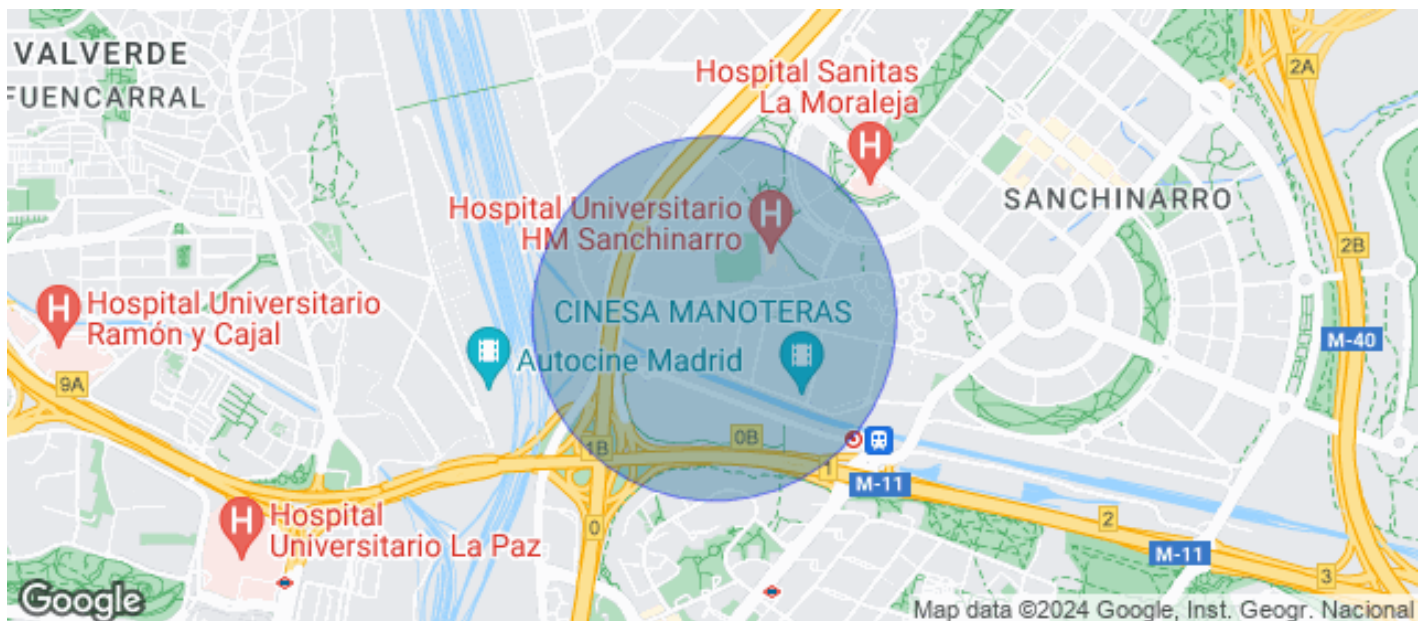 VALVERDE
FUENCARRAL
Hospital Sanitas
La Moraleja
2A
Hospital Universitario
HM Sanchinarro
SANCHINARRO
2B
Hospital Universitario
Ramón y Cajal
CINESA MANOTERAS
M-40
Autocine Madrid
9A
1B
0B
1
M-11
Hospital
Universitario La Paz
0
2
M-11
3
Google
Map data ©2024 Google, Inst. Geogr. Nacional